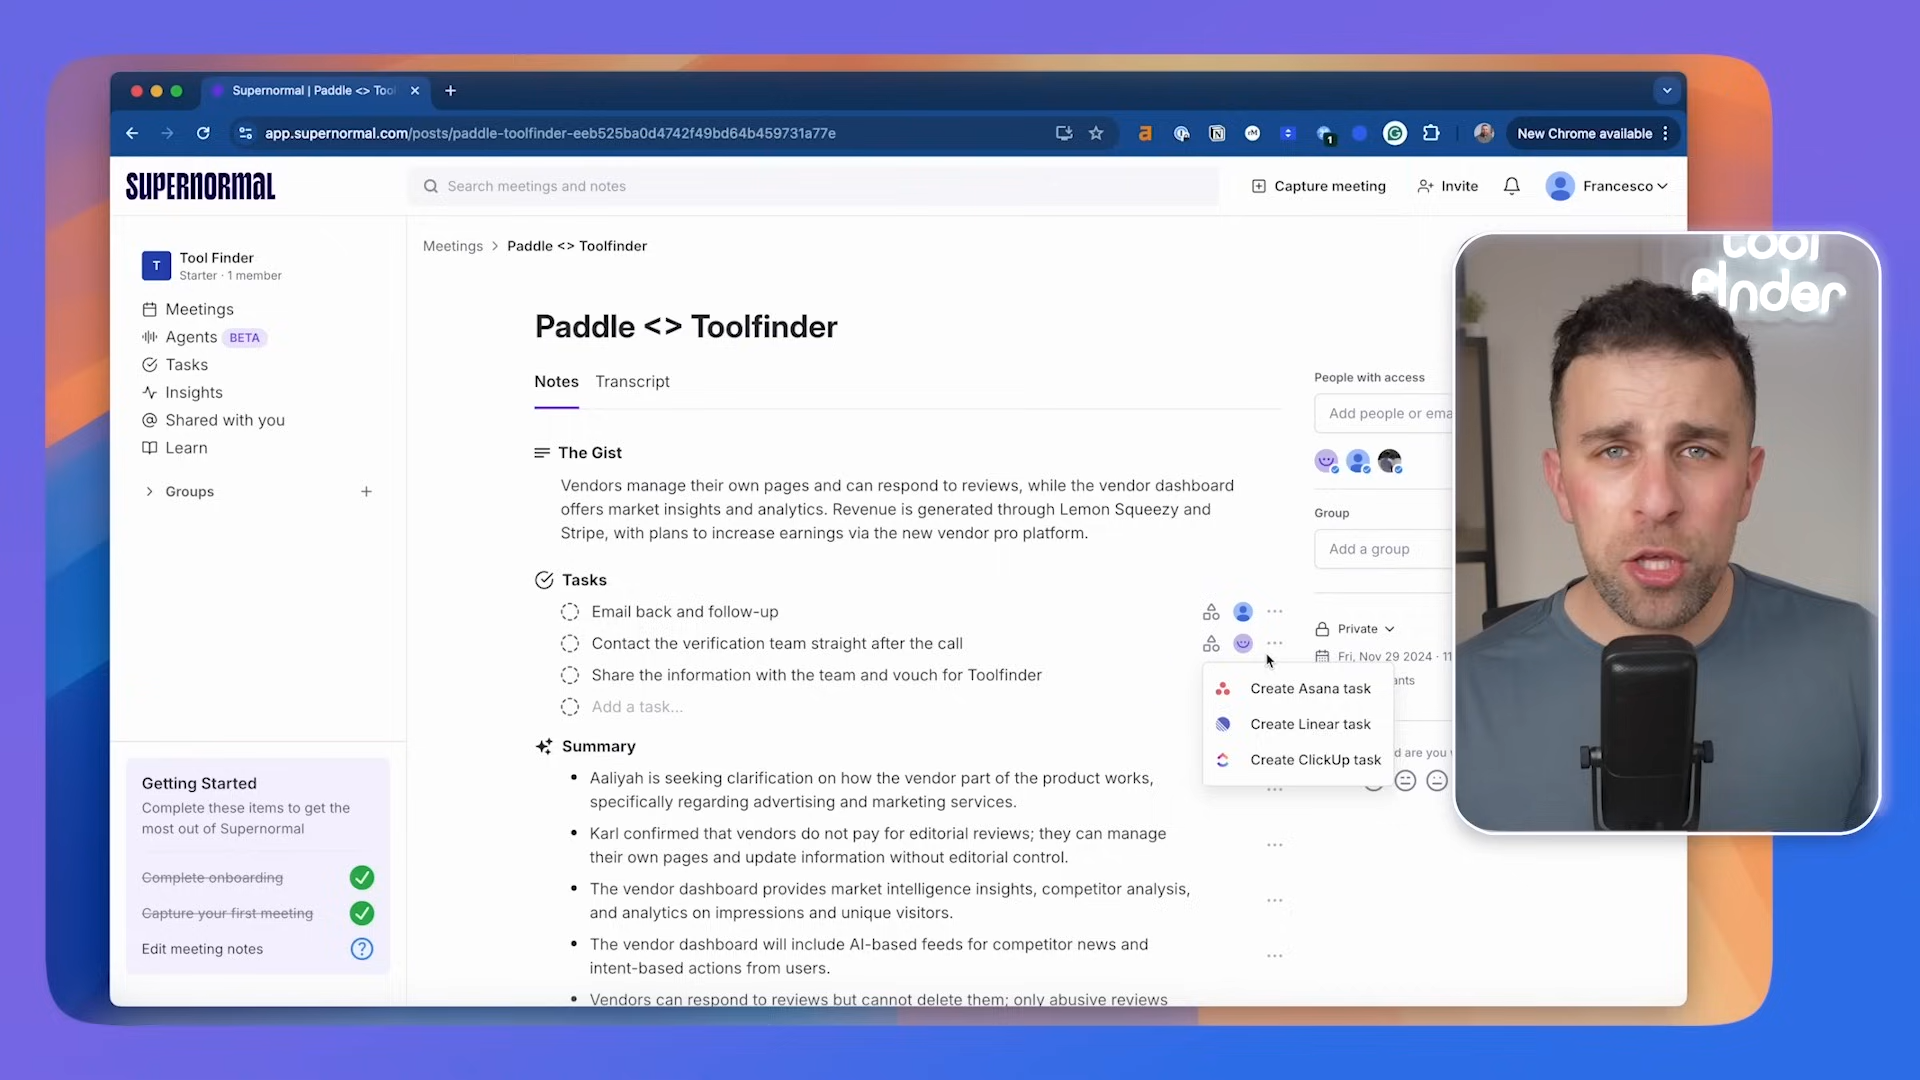 Supernormal | Paddle <> Tool
app.supernormal.com/posts/paddle-toolfinder-eeb525ba0d4742f49bd64b459731a77e
1
New Chrome available
SUPERNORMAL
Search meetings and notes
Capture meeting
Invite
Francesco
T
Tool Finder
Starter · 1 member
Meetings
Agents BETA
Tasks
Insights
Shared with you
Learn
Groups
Getting Started
Complete these items to get the
most out of Supernormal
Complete onboarding
Capture your first meeting
Edit meeting notes
Meetings > Paddle <> Toolfinder
Paddle <> Toolfinder
Notes
Transcript
The Gist
Vendors manage their own pages and can respond to reviews, while the vendor dashboard
offers market insights and analytics. Revenue is generated through Lemon Squeezy and
Stripe, with plans to increase earnings via the new vendor pro platform.
Tasks
Email back and follow-up
Contact the verification team straight after the call
Share the information with the team and vouch for Toolfinder
Add a task...
Summary
• Aaliyah is seeking clarification on how the vendor part of the product works,
specifically regarding advertising and marketing services.
• Karl confirmed that vendors do not pay for editorial reviews; they can manage
their own pages and update information without editorial control.
• The vendor dashboard provides market intelligence insights, competitor analysis,
and analytics on impressions and unique visitors.
• The vendor dashboard will include AI-based feeds for competitor news and
intent-based actions from users.
• Vendors can respond to reviews but cannot delete them; only abusive reviews
Create Asana task
Create Linear task
Create ClickUp task
People with access
Add people or ema
Group
Add a group
Private
Fri, Nov 29 2024 · 11
ants
d are you
tool
finder